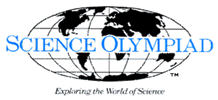 SCIENCE OLYMPIAD
TM
Exploring the World of Science